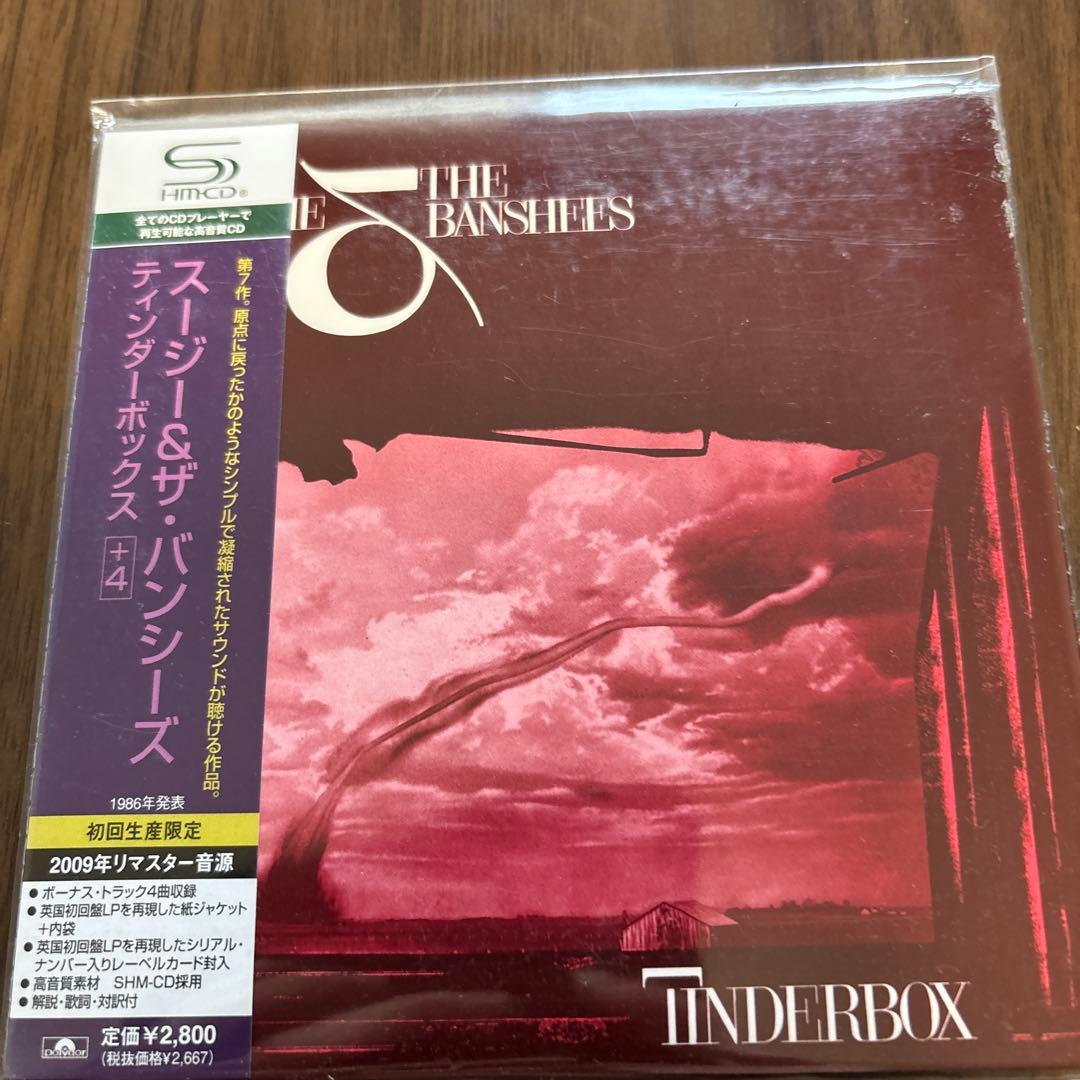 SHM-CD®
全てのCDプレーヤーで
再生可能な高音質CD
第7作。原点に戻ったかのようなシンプルで凝縮されたサウンドが聴ける作品。
スージー&ザ・バンシーズ
ティンダーボックス +4
1986年発表
初回生産限定
2009年リマスター音源
●ボーナス・トラック4曲収録
●英国初回盤LPを再現した紙ジャケット
+内袋
●英国初回盤LPを再現したシリアル・
ナンバー入りレーベルカード封入
●高音質素材 SHM-CD採用
●解説・歌詞・対訳付
polydor
定価¥2,800
(税抜価格¥2,667)
THE
BANSHEES
TINDERBOX